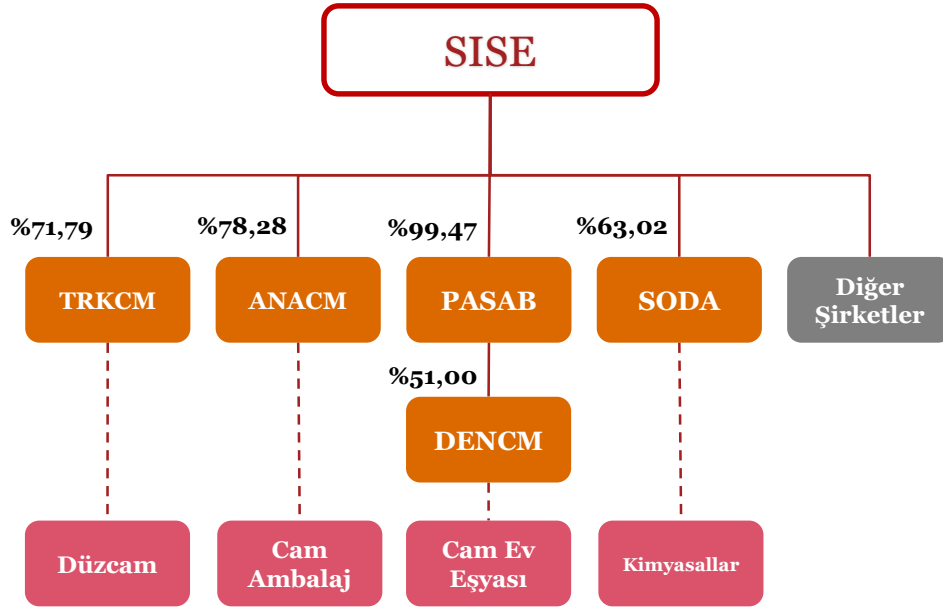 SISE
%71,79
%78,28
%99,47
%63,02
TRKCM
ANACM
PASAB
SODA
Diğer
Şirketler
%51,00
DENCM
Düzcam
Cam
Ambalaj
Cam Ev
Eşyası
Kimyasallar